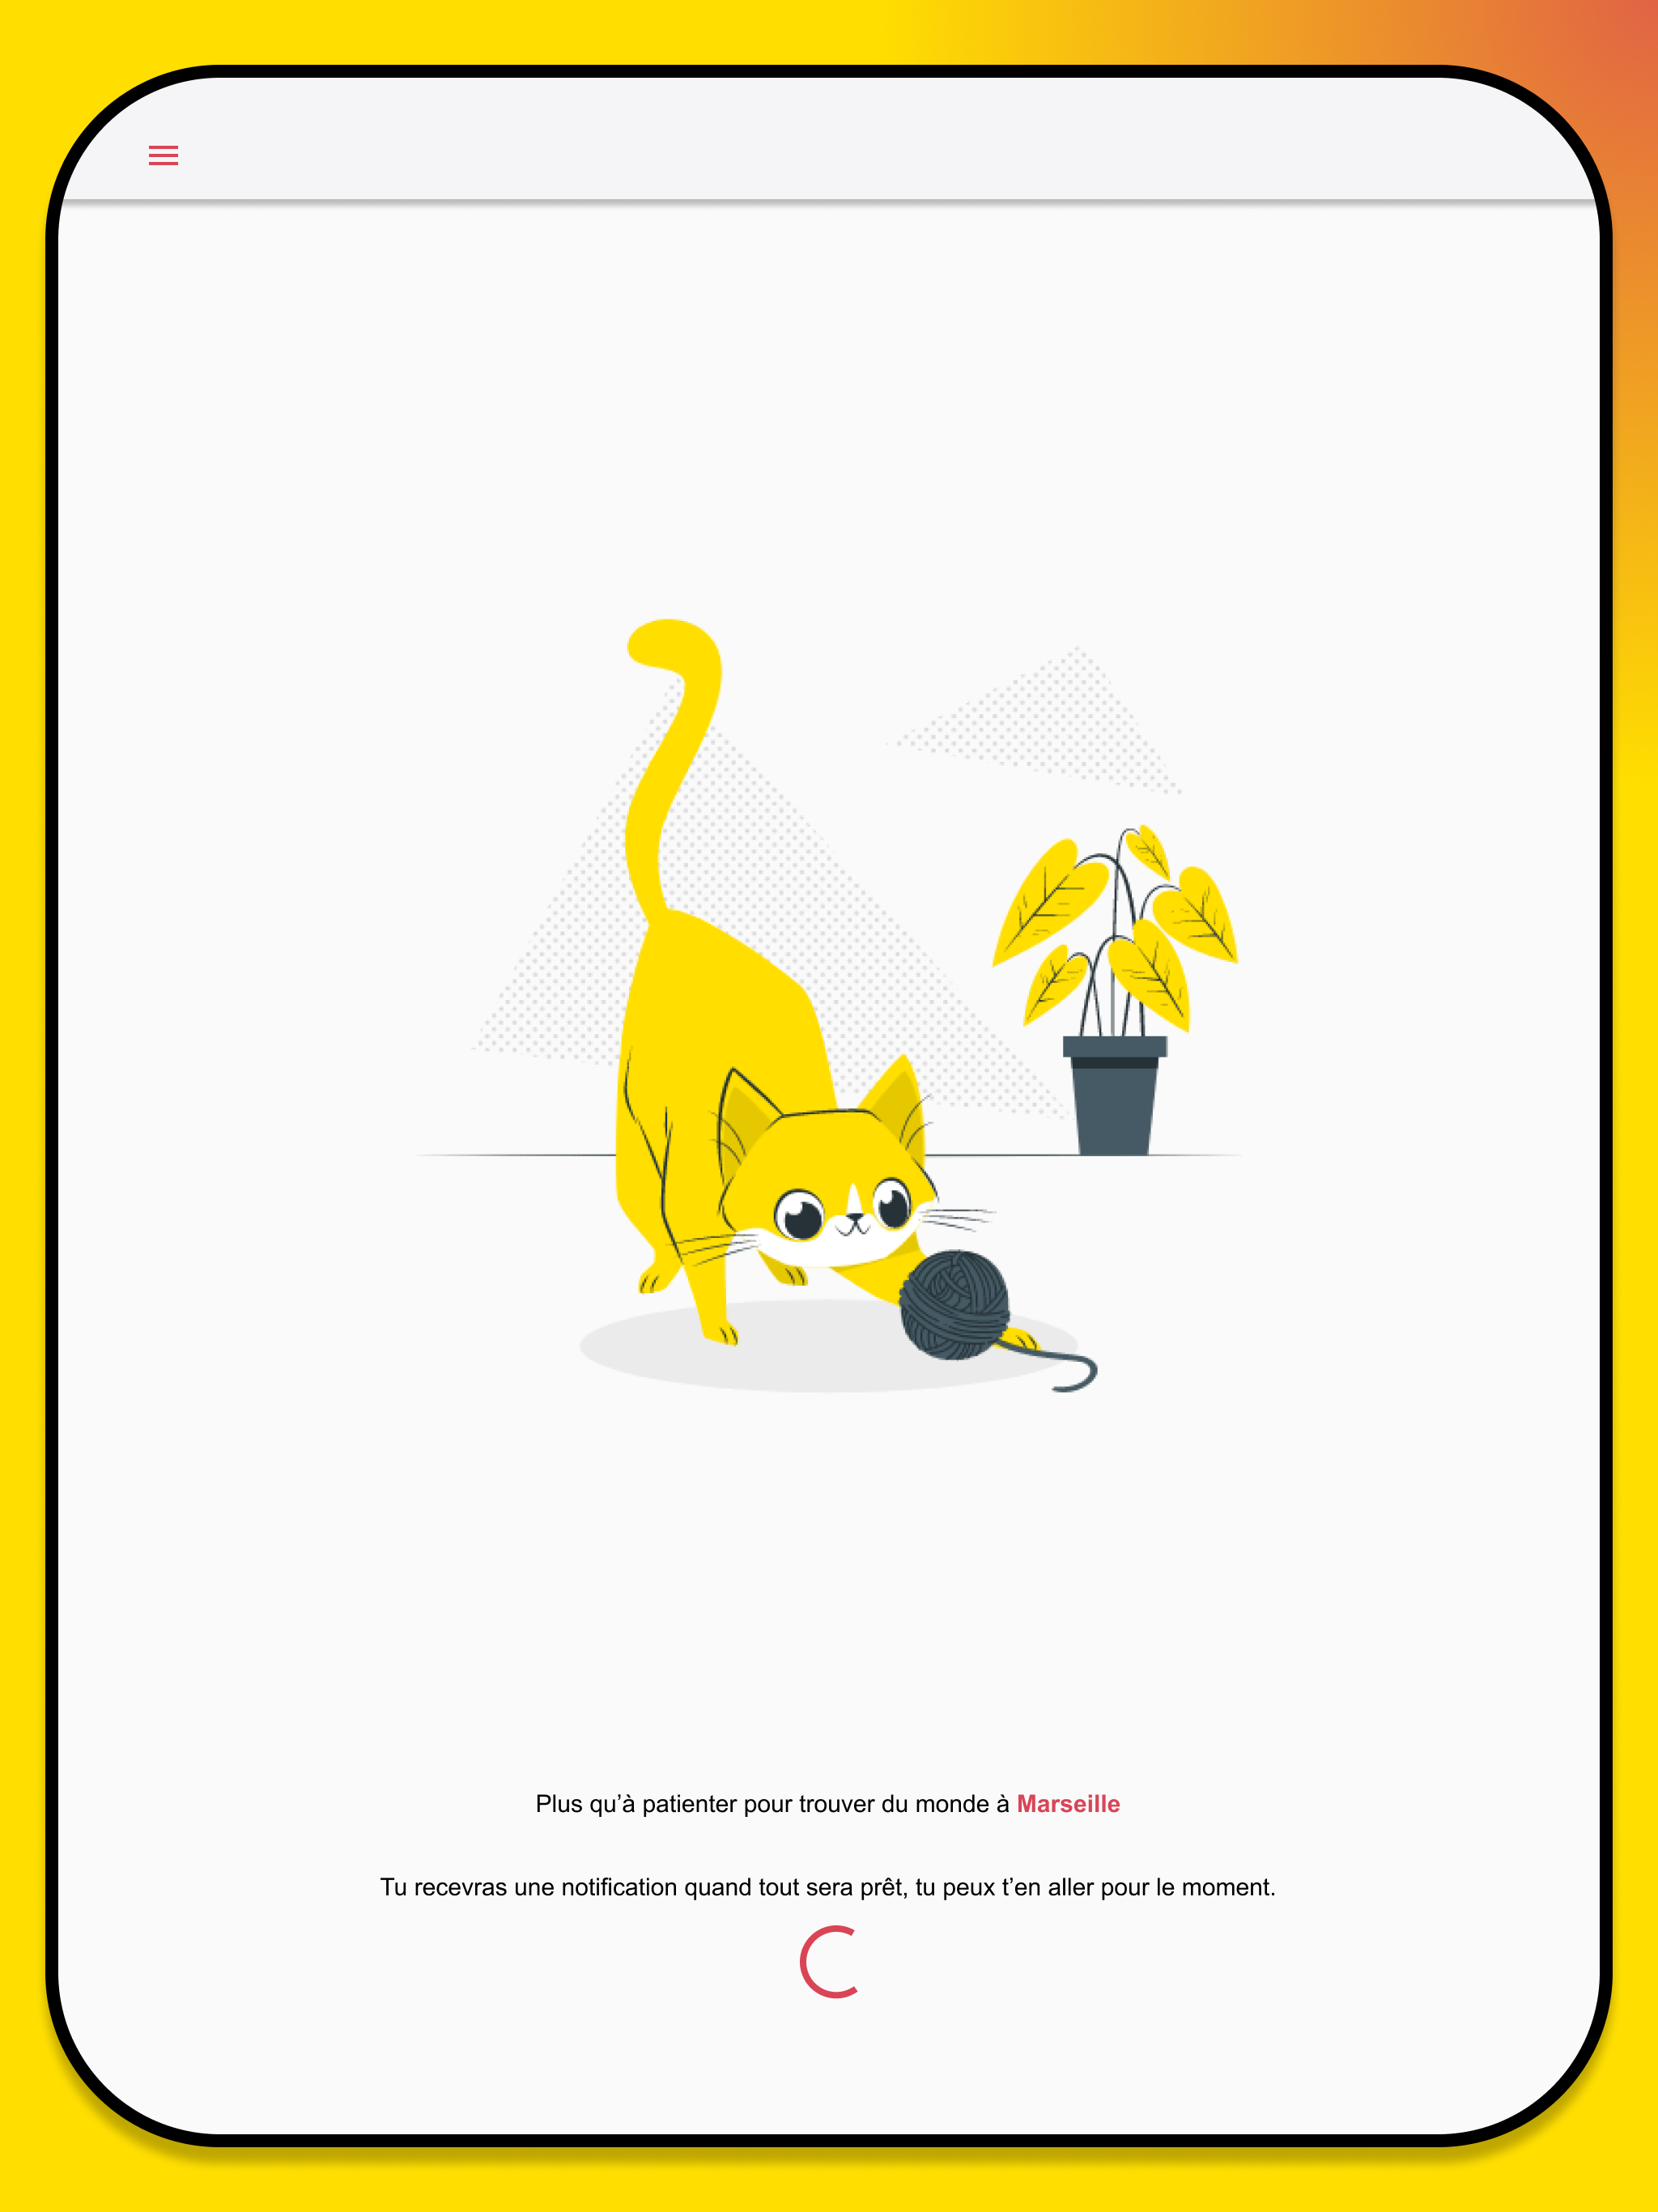 Plus qu’à patienter pour trouver du monde à Marseille
Tu recevras une notification quand tout sera prêt, tu peux t’en aller pour le moment.